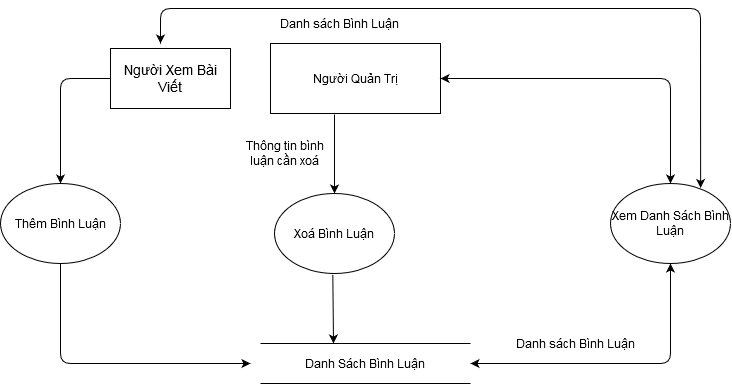 Danh sách Bình Luận
Người Xem Bài
Viết
Người Quản Trị
Thông tin bình
luận cần xoá
Thêm Bình Luận
Xoá Bình Luận
Xem Danh Sách Bình
Luận
Danh sách Bình Luận
Danh Sách Bình Luận